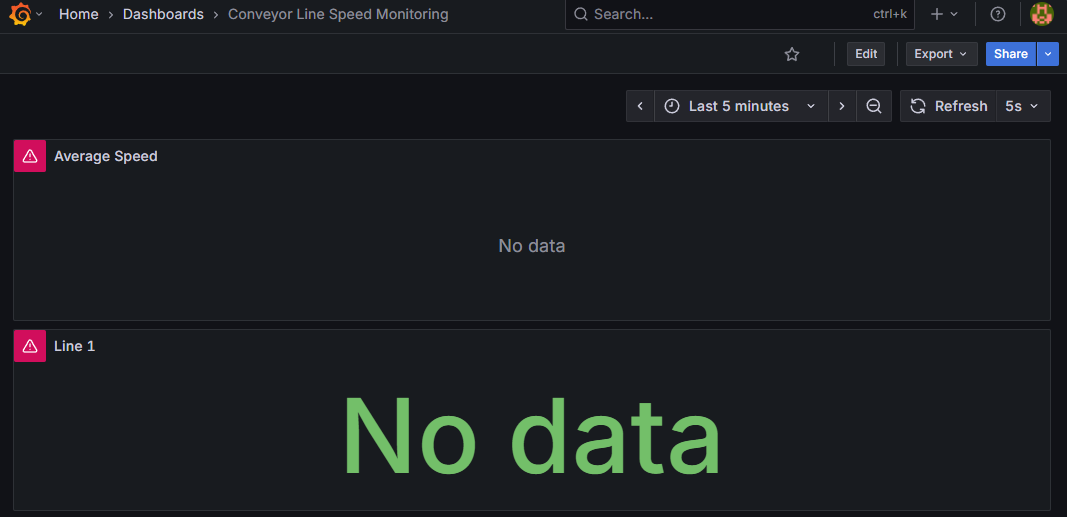 Home › Dashboards › Conveyor Line Speed Monitoring Search... ctrl+k
Edit Export Share
Last 5 minutes Refresh 5s
Average Speed
No data
Line 1
No data